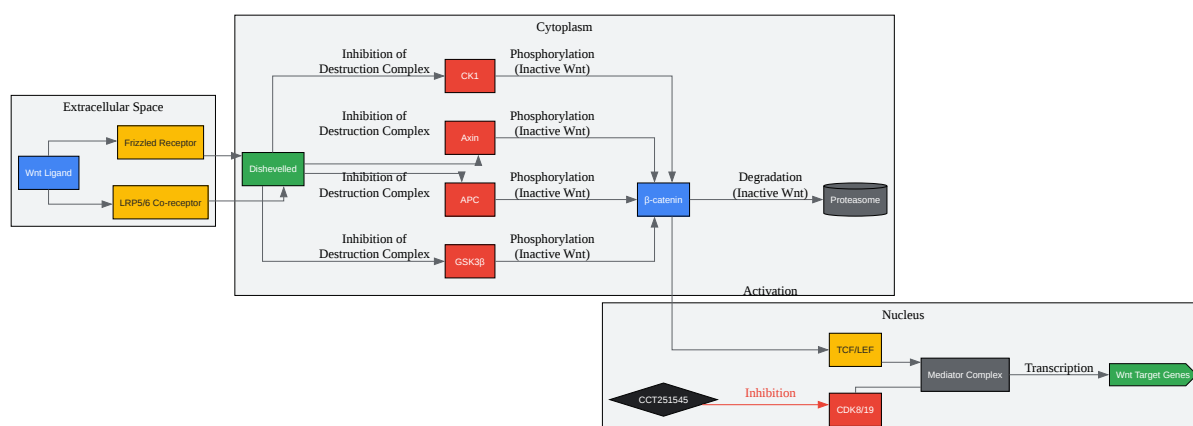 Cytoplasm
Extracellular Space
Wnt Ligand
Frizzled Receptor
LRP5/6 Co-receptor
Dishevelled
Inhibition of
Destruction Complex
CK1
Phosphorylation
(Inactive Wnt)
Inhibition of
Destruction Complex
Axin
Phosphorylation
(Inactive Wnt)
Inhibition of
Destruction Complex
APC
Phosphorylation
(Inactive Wnt)
Inhibition of
Destruction Complex
GSK3β
Phosphorylation
(Inactive Wnt)
β-catenin
Degradation
(Inactive Wnt)
Proteasome
Activation
Nucleus
TCF/LEF
Mediator Complex
Transcription
Wnt Target Genes
CCT251545
Inhibition
CDK8/19